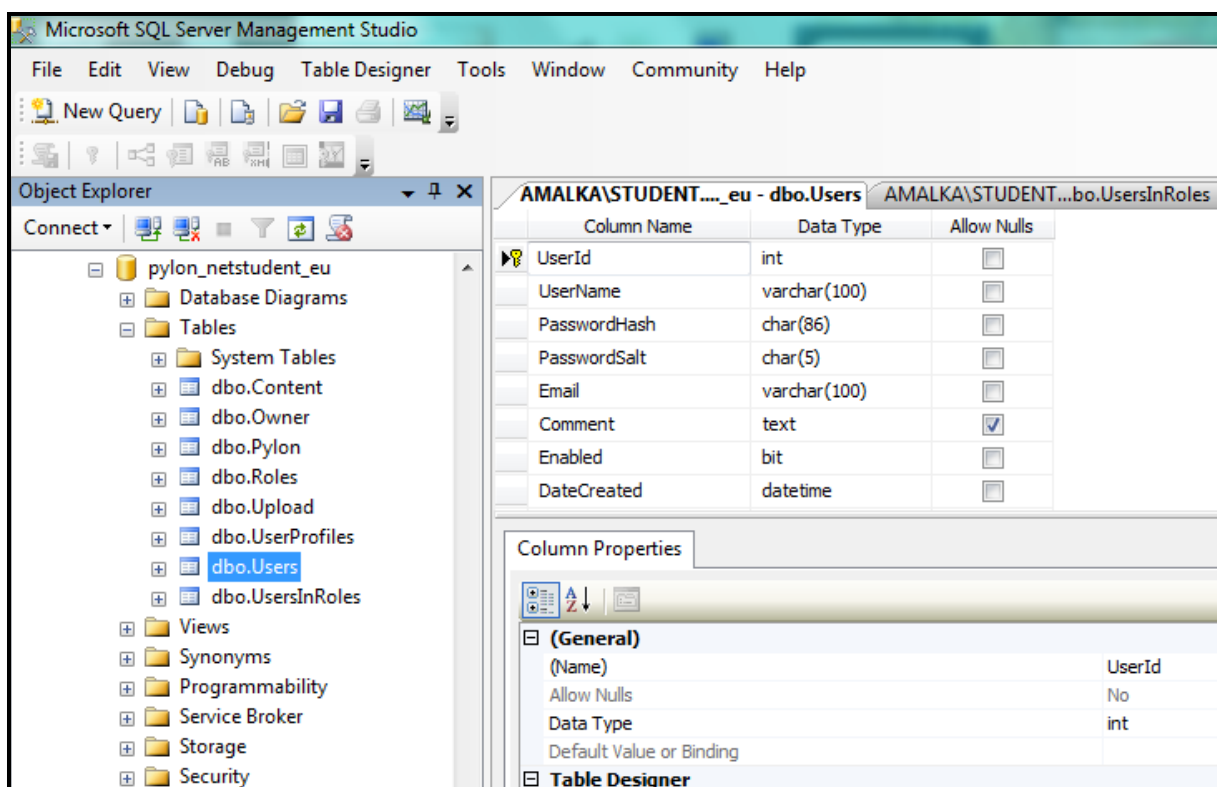 Microsoft SQL Server Management Studio
File Edit View Debug Table Designer Tools Window Community Help
New Query
Object Explorer
Connect
pylon_netstudent_eu
Database Diagrams
Tables
System Tables
dbo.Content
dbo.Owner
dbo.Pylon
dbo.Roles
dbo.Upload
dbo.UserProfiles
dbo.Users
dbo.UsersInRoles
Views
Synonyms
Programmability
Service Broker
Storage
Security
AMALKA\STUDENT...._eu - dbo.Users AMALKA\STUDENT...bo.UsersInRoles
Column Name Data Type Allow Nulls
UserId int
UserName varchar(100)
PasswordHash char(86)
PasswordSalt char(5)
Email varchar(100)
Comment text
Enabled bit
DateCreated datetime
Column Properties
(General)
(Name) UserId
Allow Nulls No
Data Type int
Default Value or Binding
Table Designer